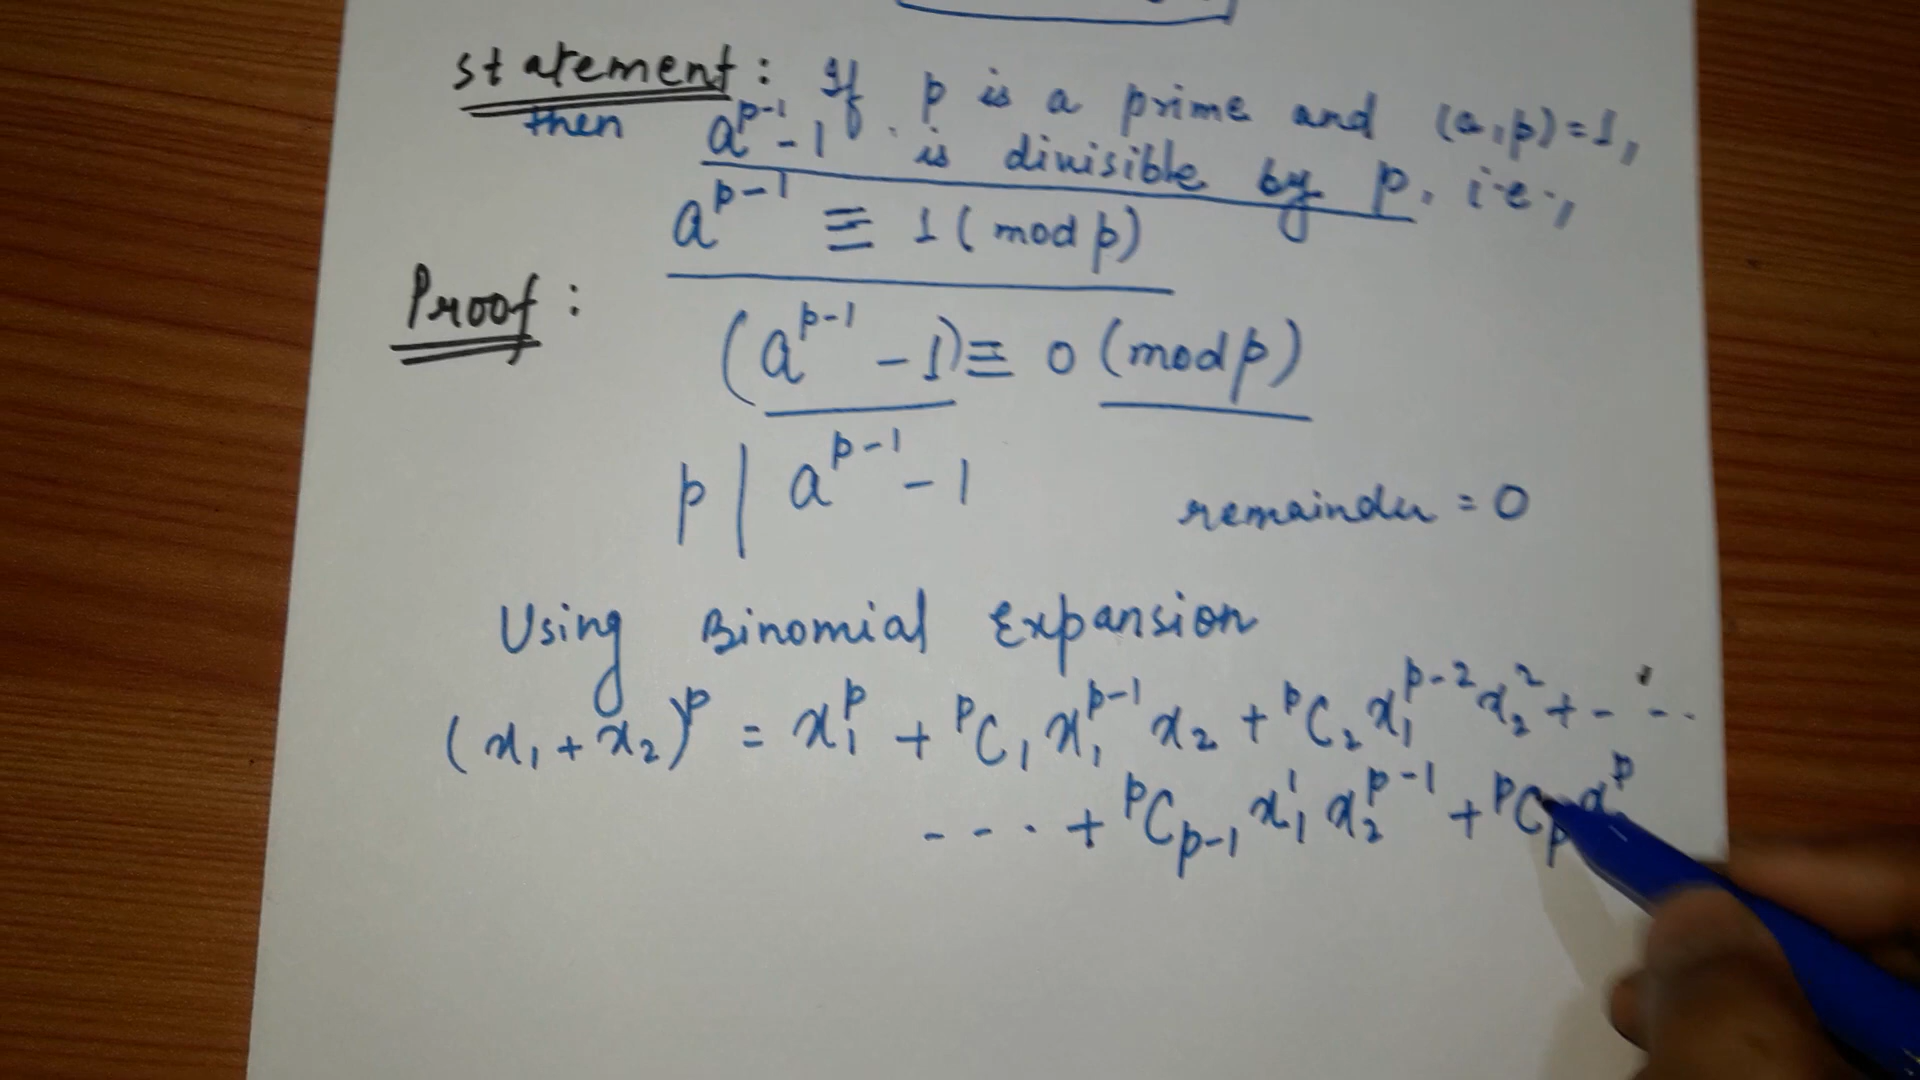 Statement: If p is a prime and (a,p)=1,
then a^{p-1}-1 is divisible by p. i.e.,
a^{p-1} ≡ 1 (mod p)
Proof:
(a^{p-1} - 1) ≡ 0 (mod p)
p | a^{p-1} - 1
remainder = 0
Using Binomial Expansion
(x₁ + x₂)^p = x₁^p + ^pC₁ x₁^{p-1} x₂ + ^pC₂ x₁^{p-2} x₂² + - - - -
- - - - + ^pC_{p-1} x₁¹ x₂^{p-1} + ^pC_p x^p